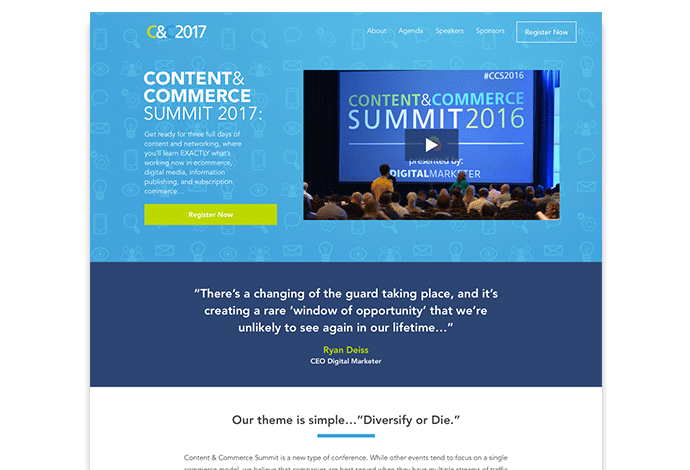 C&C2017
About Agenda Speakers Sponsors Register Now
CONTENT&
COMMERCE
SUMMIT 2017:
Get ready for three full days of
content and networking, where
you'll learn EXACTLY what's
working now in ecommerce,
digital media, information
publishing, and subscription
commerce…
Register Now
#CCS2016
CONTENT&COMMERCE
SUMMIT2016
presented by:
DIGITALMARKETER
“There's a changing of the guard taking place, and it's
creating a rare ‘window of opportunity’ that we're
unlikely to see again in our lifetime…”
Ryan Deiss
CEO Digital Marketer
Our theme is simple…“Diversify or Die.”
Content & Commerce Summit is a new type of conference. While other events tend to focus on a single
commerce model, we believe that companies are best served when they have multiple streams of traffic